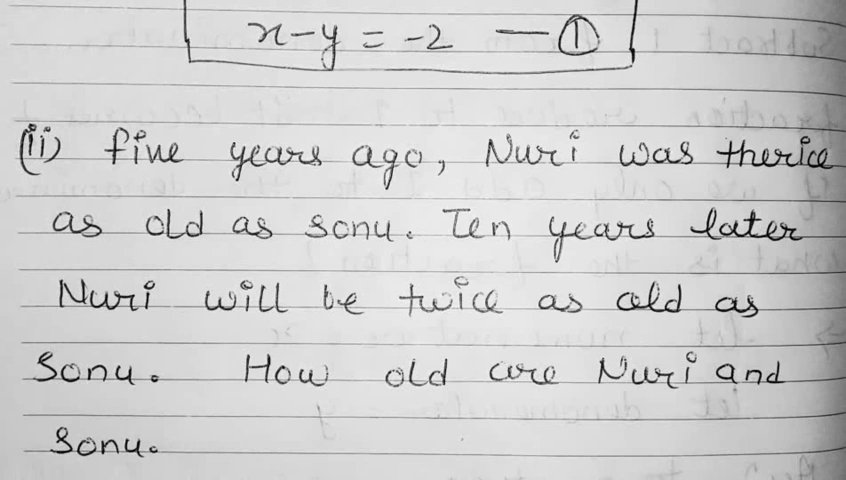 x-y = -2 — ①
(ii) five years ago, Nuri was therice
as old as sonu. Ten years later
Nuri will be twice as old as
Sonu. How old are Nuri and
Sonu.